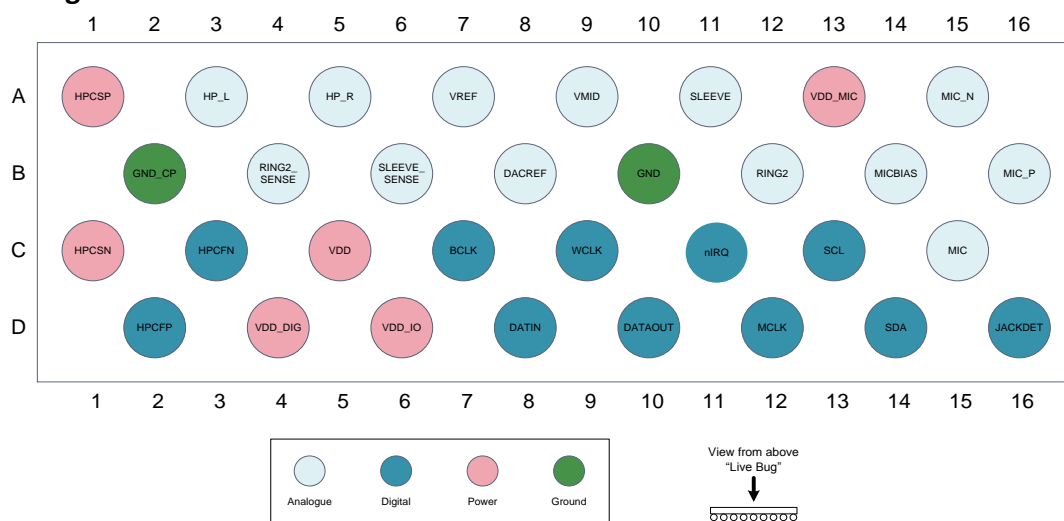 1 2 3 4 5 6 7 8 9 10 11 12 13 14 15 16
A HPCSP HP_L HP_R VREF VMID SLEEVE VDD_MIC MIC_N
B GND_CP RING2_ SENSE SLEEVE_ SENSE DACREF GND RING2 MICBIAS MIC_P
C HPCSN HPCFN VDD BCLK WCLK nIRQ SCL MIC
D HPCFP VDD_DIG VDD_IO DATIN DATAOUT MCLK SDA JACKDET
1 2 3 4 5 6 7 8 9 10 11 12 13 14 15 16
Analogue Digital Power Ground
View from above
“Live Bug”